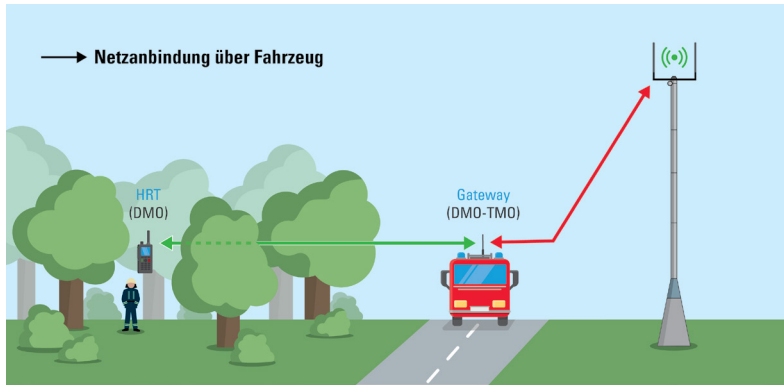 Netzanbindung über Fahrzeug
HRT
(DMO)
Gateway
(DMO-TMO)